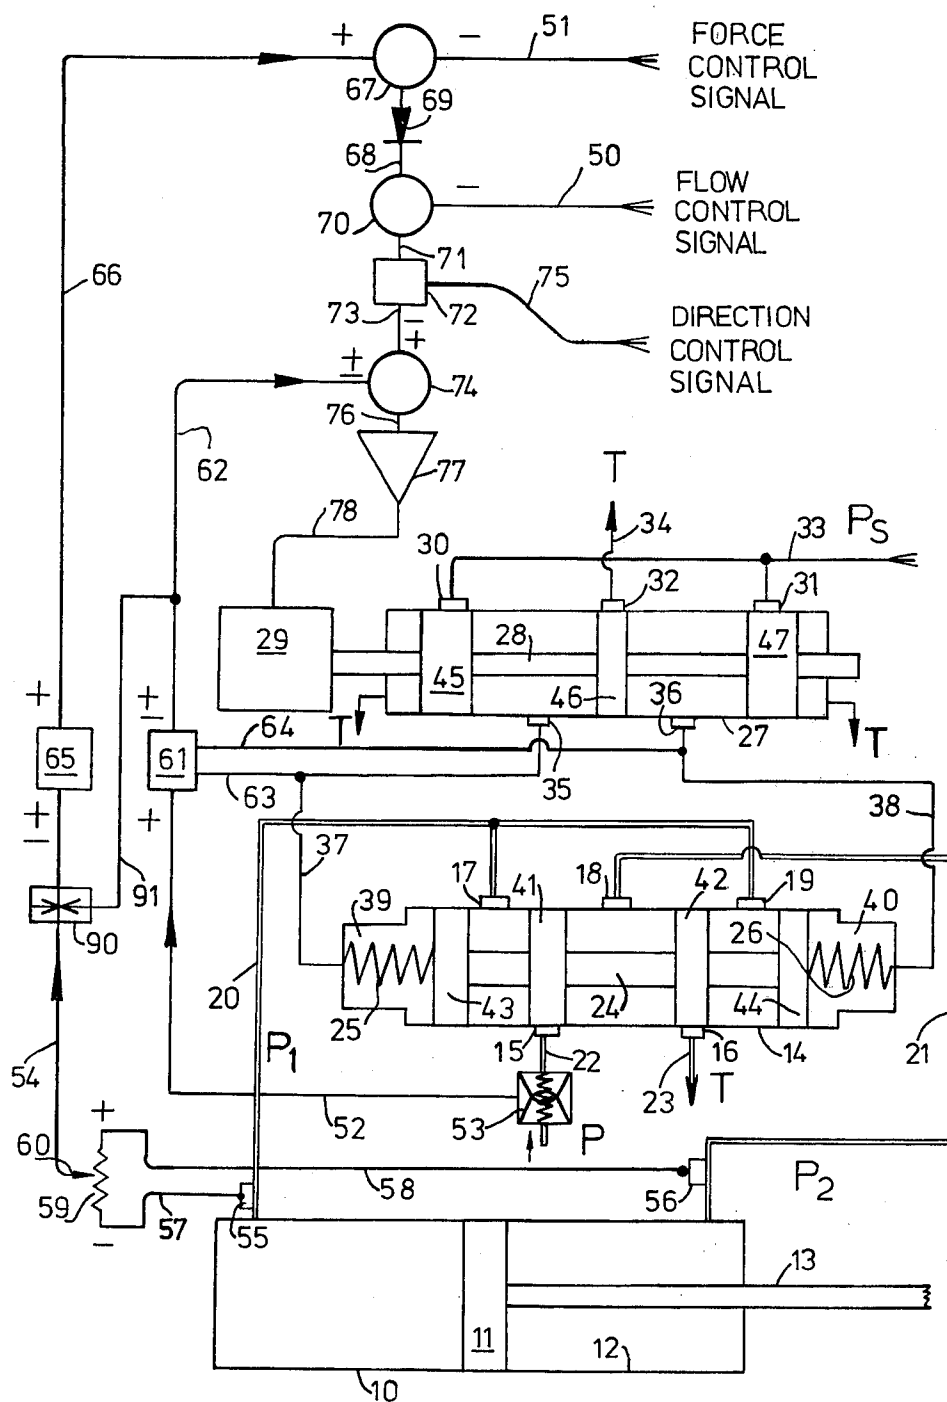 + − 51 FORCE
CONTROL
SIGNAL
67 69
68 50
− FLOW
CONTROL
SIGNAL
70
71 75
66 72
73 − DIRECTION
CONTROL
SIGNAL
+
± 74
76
62 77
T
78 34 PS
33
30 32 31
29 28 47
45 46 36
+ ± T 27 T
64 35
65 61
63
± + 37 38
17 41 18 42 19
91 39 40
90 26
20 25 43 24 44
54 P1 15 22 16 14 21
23 T
+ 52 53 P
60
58 56 P2
59 57 55
−
13
11 12
10